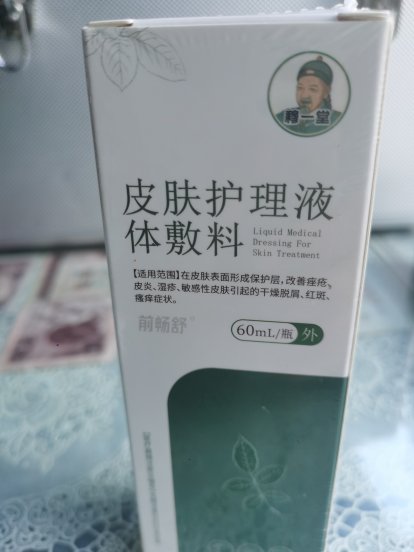 穆一堂
皮肤护理液
体敷料
Liquid Medical
Dressing For
Skin Treatment
【适用范围】在皮肤表面形成保护层,改善痤疮、
皮炎、湿疹、敏感性皮肤引起的干燥脱屑、红斑、
瘙痒症状。
前畅舒
60mL/瓶 外